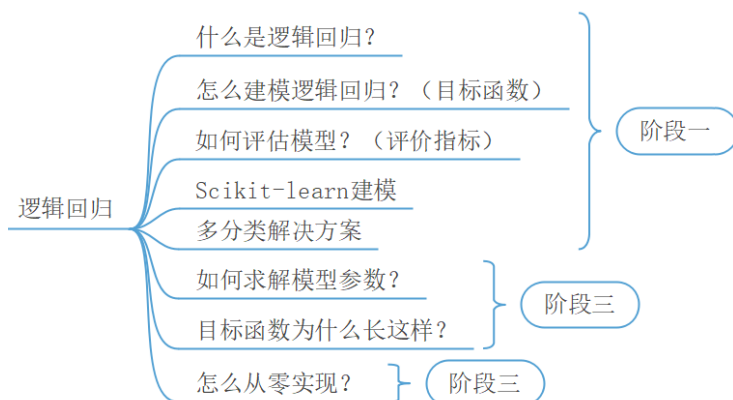 什么是逻辑回归？
怎么建模逻辑回归？（目标函数）
如何评估模型？（评价指标）
阶段一
Scikit-learn建模
逻辑回归
多分类解决方案
如何求解模型参数？
阶段三
目标函数为什么长这样？
怎么从零实现？
阶段三